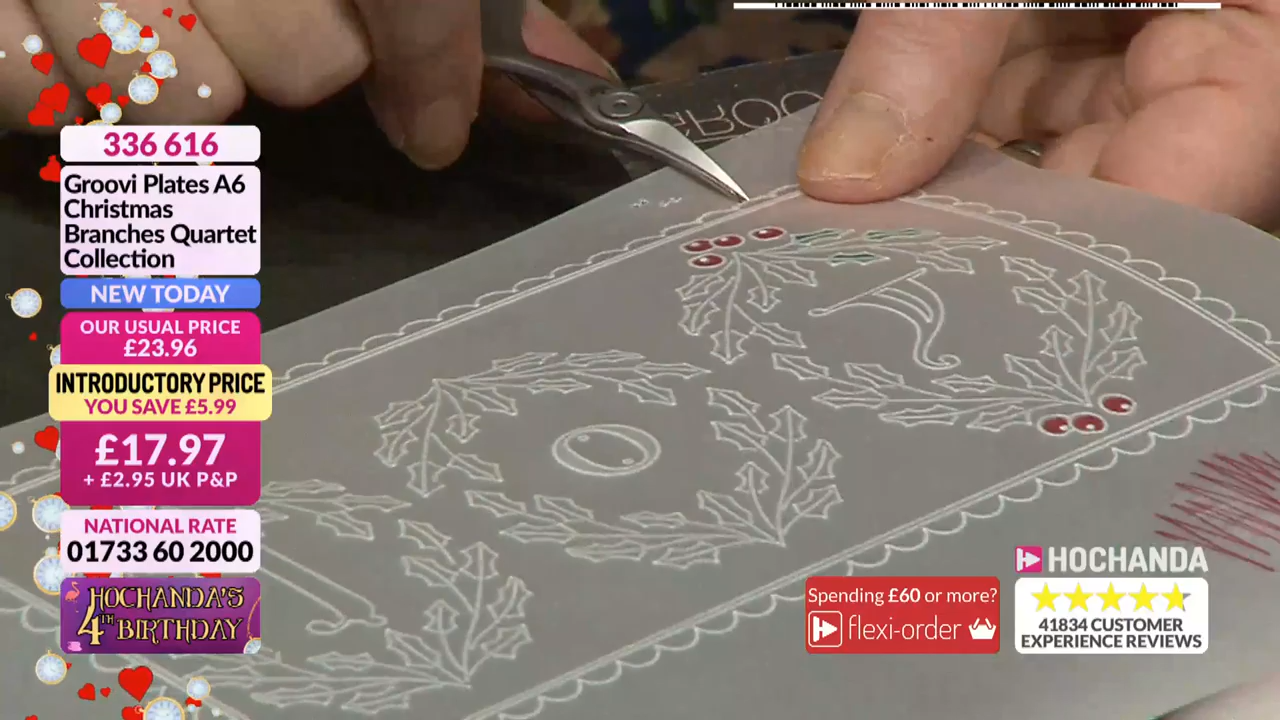 336 616
Groovi Plates A6
Christmas
Branches Quartet
Collection
NEW TODAY
OUR USUAL PRICE
£23.96
INTRODUCTORY PRICE
YOU SAVE £5.99
£17.97
+ £2.95 UK P&P
NATIONAL RATE
01733 60 2000
HOCHANDA'S
4TH BIRTHDAY
HOCHANDA
Spending £60 or more?
flexi-order
41834 CUSTOMER
EXPERIENCE REVIEWS